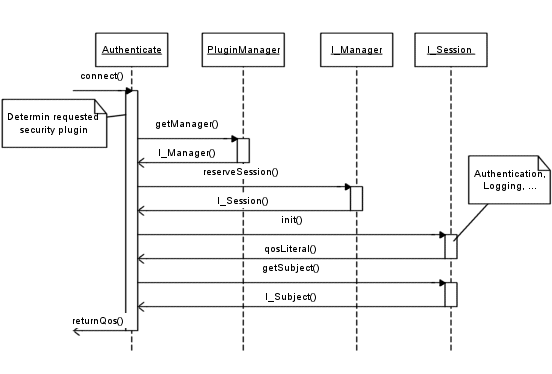 Authenticate
PluginManager
I_Manager
I_Session
connect()
Determin requested
security plugin
getManager()
I_Manager()
reserveSession()
Authentication,
Logging, ...
I_Session()
init()
qosLiteral()
getSubject()
I_Subject()
returnQos()